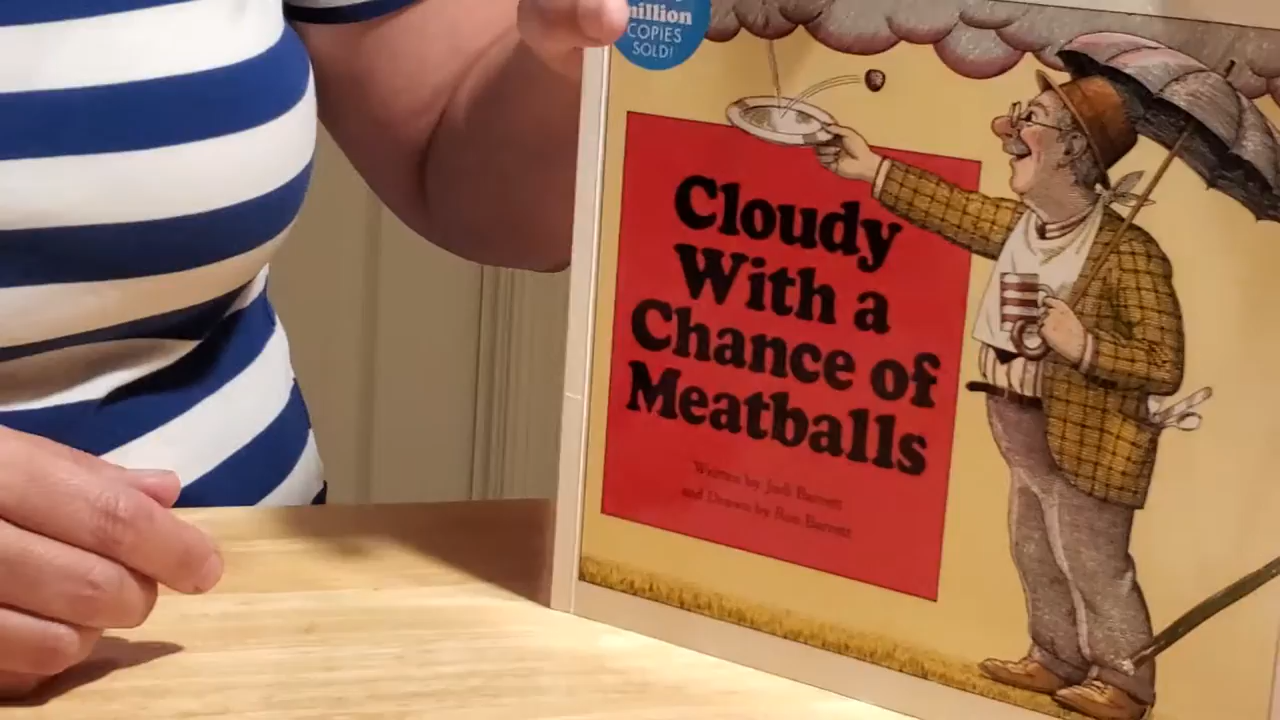 million
COPIES
SOLD!
Cloudy
With a
Chance of
Meatballs
Written by Judi Barrett
and Drawn by Ron Barrett